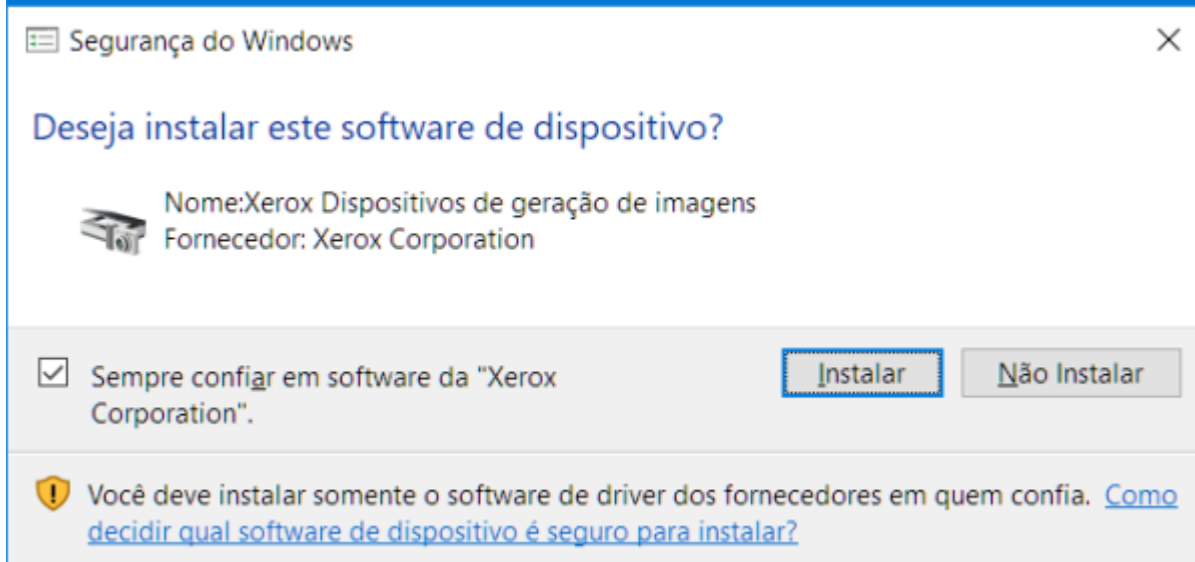 Segurança do Windows
Deseja instalar este software de dispositivo?
Nome:Xerox Dispositivos de geração de imagens
Fornecedor: Xerox Corporation
Sempre confiar em software da "Xerox
Corporation".
Instalar
Não Instalar
Você deve instalar somente o software de driver dos fornecedores em quem confia. Como
decidir qual software de dispositivo é seguro para instalar?